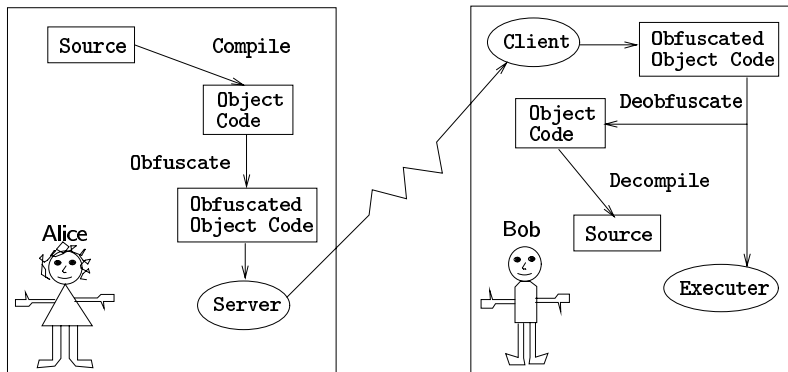 Source
Compile
Object
Code
Obfuscate
Obfuscated
Object Code
Alice
Server
Client
Obfuscated
Object Code
Deobfuscate
Object
Code
Decompile
Bob
Source
Executer